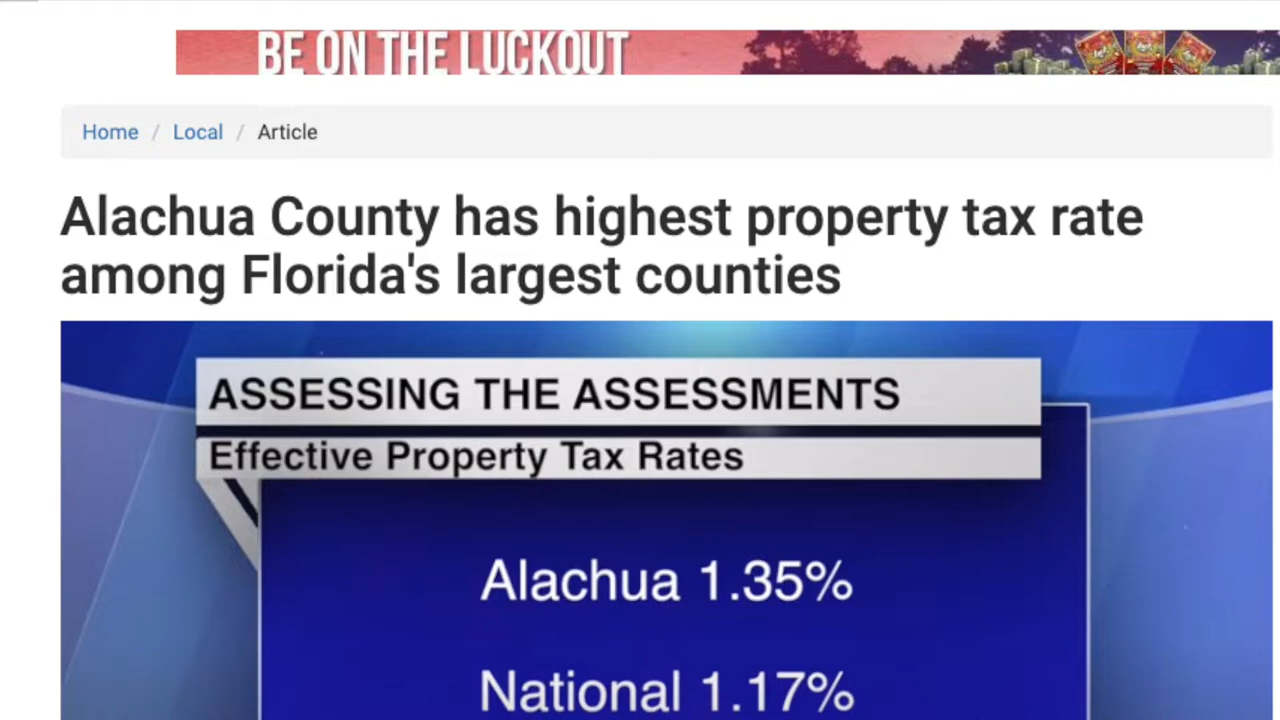 BE ON THE LUCKOUT
Home / Local / Article
Alachua County has highest property tax rate
among Florida's largest counties
ASSESSING THE ASSESSMENTS
Effective Property Tax Rates
Alachua 1.35%
National 1.17%